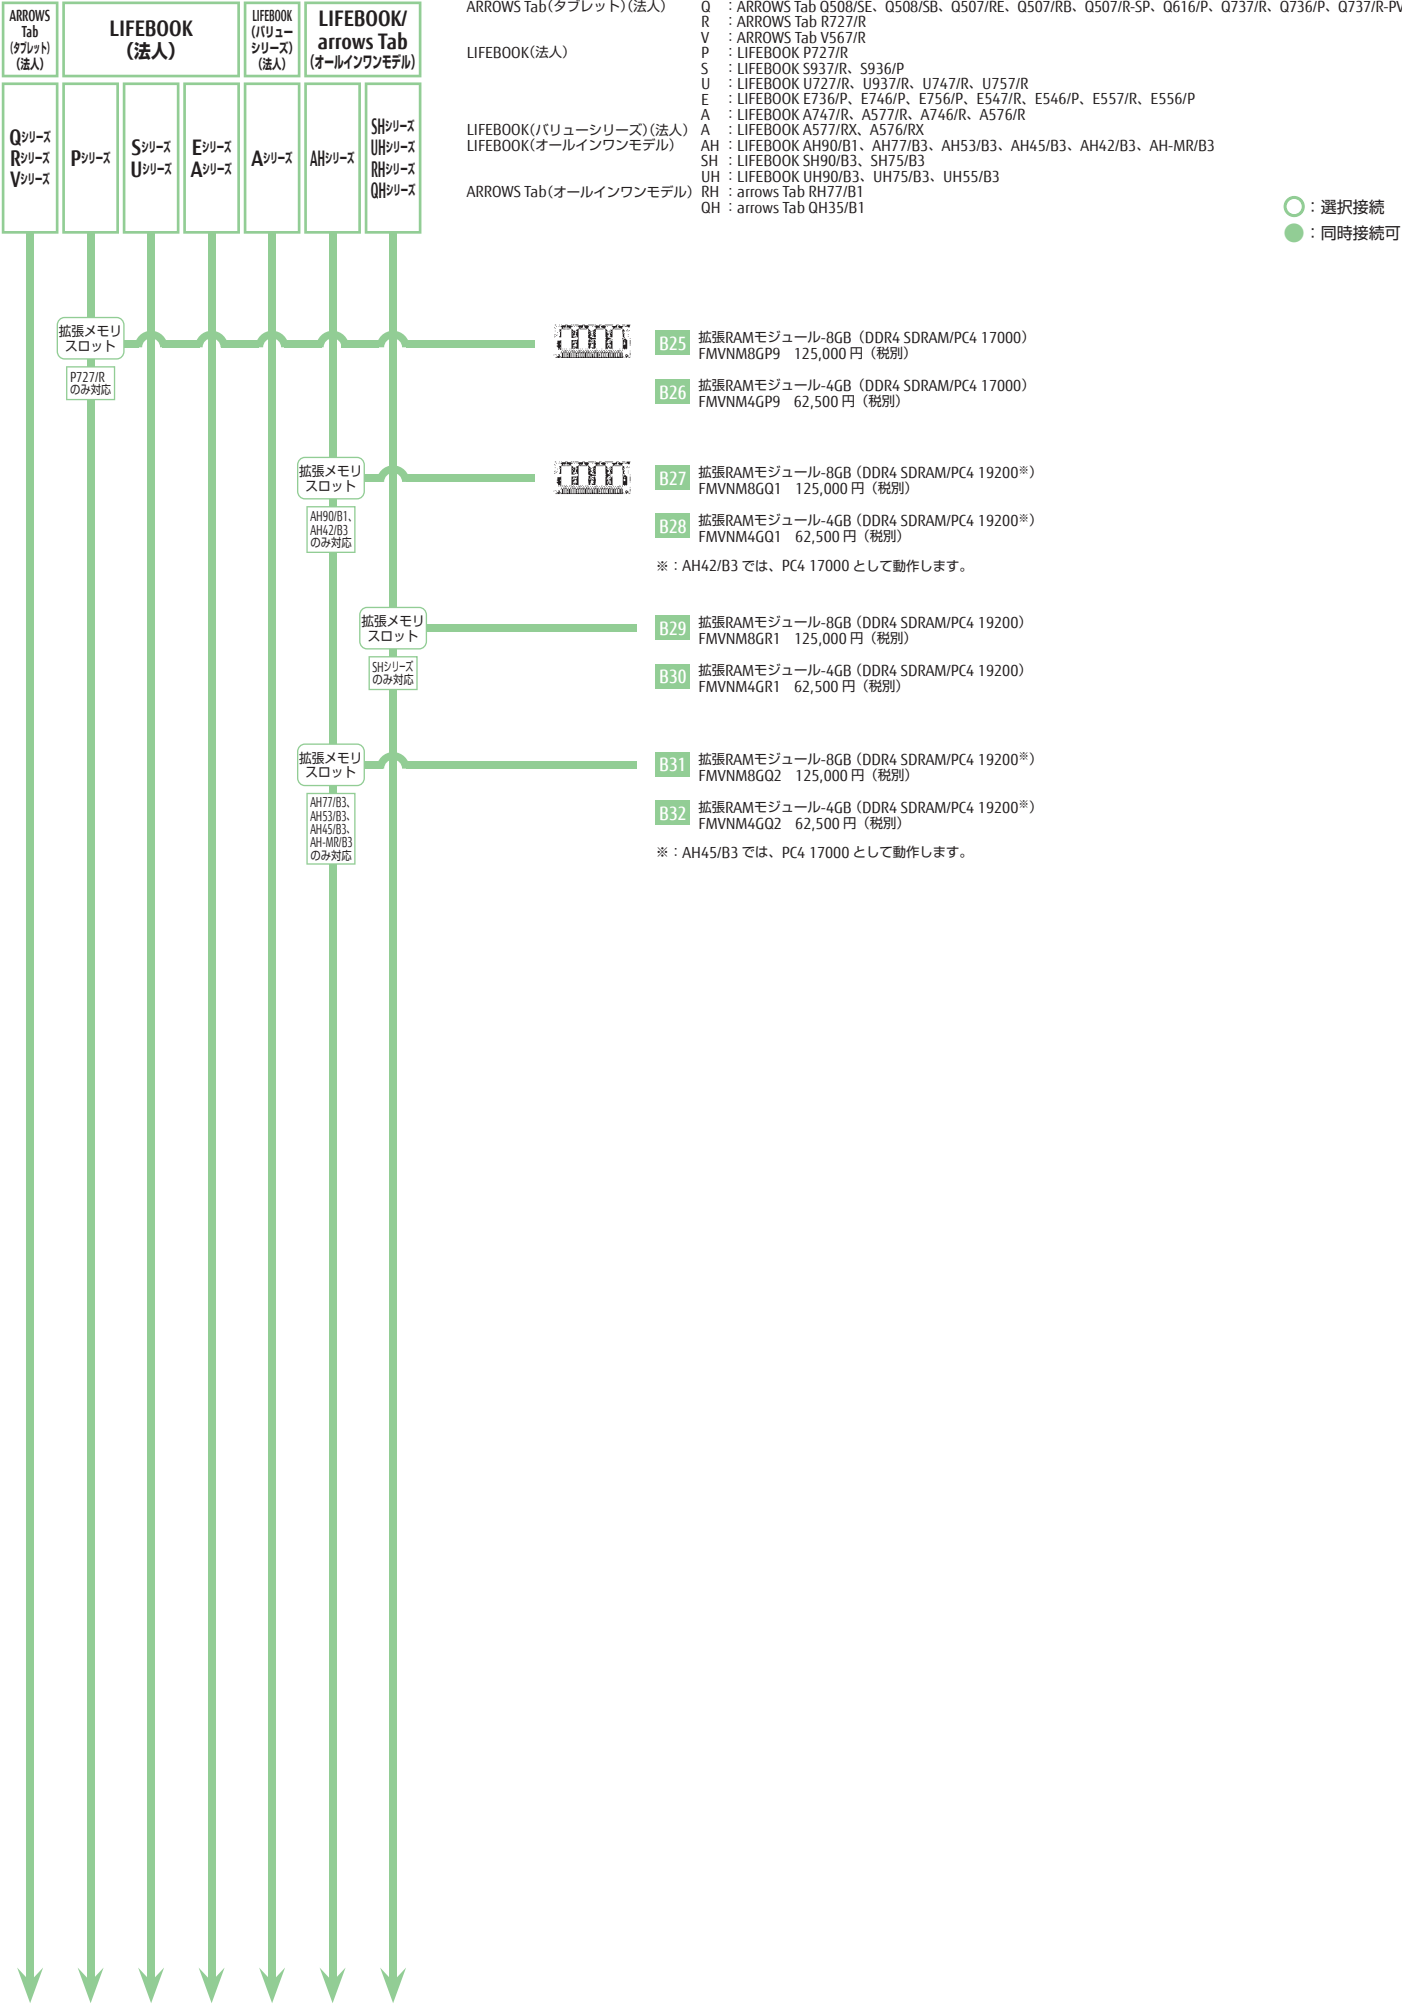 ARROWS
Tab
(タブレット)
(法人)
LIFEBOOK
(法人)
LIFEBOOK
(バリュー
シリーズ)
(法人)
LIFEBOOK/
arrows Tab
(オールインワンモデル)
Qシリーズ
Rシリーズ
Vシリーズ
Pシリーズ
Sシリーズ
Uシリーズ
Eシリーズ
Aシリーズ
Aシリーズ
AHシリーズ
SHシリーズ
UHシリーズ
RHシリーズ
QHシリーズ
ARROWS Tab(タブレット)(法人) Q :ARROWS Tab Q508/SE、Q508/SB、Q507/RE、Q507/RB、Q507/R-SP、Q616/P、Q737/R、Q736/P、Q737/R-PV
R :ARROWS Tab R727/R
V :ARROWS Tab V567/R
LIFEBOOK(法人) P :LIFEBOOK P727/R
S :LIFEBOOK S937/R、S936/P
U :LIFEBOOK U727/R、U937/R、U747/R、U757/R
E :LIFEBOOK E736/P、E746/P、E756/P、E547/R、E546/P、E557/R、E556/P
A :LIFEBOOK A747/R、A577/R、A746/R、A576/R
LIFEBOOK(バリューシリーズ)(法人) A :LIFEBOOK A577/RX、A576/RX
LIFEBOOK(オールインワンモデル) AH :LIFEBOOK AH90/B1、AH77/B3、AH53/B3、AH45/B3、AH42/B3、AH-MR/B3
SH :LIFEBOOK SH90/B3、SH75/B3
UH :LIFEBOOK UH90/B3、UH75/B3、UH55/B3
ARROWS Tab(オールインワンモデル) RH :arrows Tab RH77/B1
QH :arrows Tab QH35/B1
:選択接続
:同時接続可
拡張メモリ
スロット
P727/R
のみ対応
B25 拡張RAMモジュール-8GB(DDR4 SDRAM/PC4 17000)
FMVNM8GP9 125,000円(税別)
B26 拡張RAMモジュール-4GB(DDR4 SDRAM/PC4 17000)
FMVNM4GP9 62,500円(税別)
拡張メモリ
スロット
AH90/B1、
AH42/B3
のみ対応
B27 拡張RAMモジュール-8GB(DDR4 SDRAM/PC4 19200※)
FMVNM8GQ1 125,000円(税別)
B28 拡張RAMモジュール-4GB(DDR4 SDRAM/PC4 19200※)
FMVNM4GQ1 62,500円(税別)
※:AH42/B3 では、PC4 17000 として動作します。
拡張メモリ
スロット
SHシリーズ
のみ対応
B29 拡張RAMモジュール-8GB(DDR4 SDRAM/PC4 19200)
FMVNM8GR1 125,000円(税別)
B30 拡張RAMモジュール-4GB(DDR4 SDRAM/PC4 19200)
FMVNM4GR1 62,500円(税別)
拡張メモリ
スロット
AH77/B3、
AH53/B3、
AH45/B3、
AH-MR/B3
のみ対応
B31 拡張RAMモジュール-8GB(DDR4 SDRAM/PC4 19200※)
FMVNM8GQ2 125,000円(税別)
B32 拡張RAMモジュール-4GB(DDR4 SDRAM/PC4 19200※)
FMVNM4GQ2 62,500円(税別)
※:AH45/B3 では、PC4 17000 として動作します。